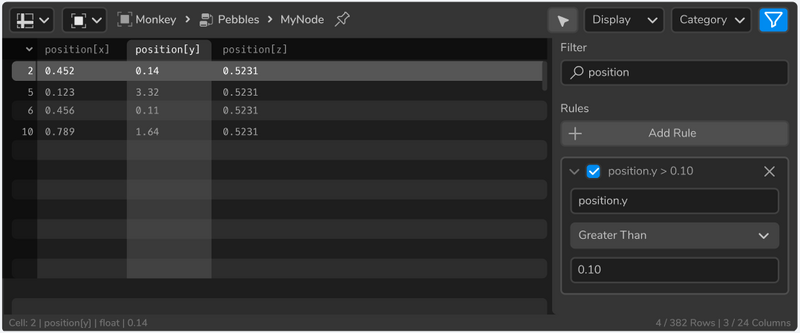 Monkey > Pebbles > MyNode Display Category
position[x] position[y] position[z]
2 0.452 0.14 0.5231
5 0.123 3.32 0.5231
6 0.456 0.11 0.5231
10 0.789 1.64 0.5231
Filter
position
Rules
+ Add Rule
position.y > 0.10
position.y
Greater Than
0.10
Cell: 2 | position[y] | float | 0.14
4 / 382 Rows | 3 / 24 Columns